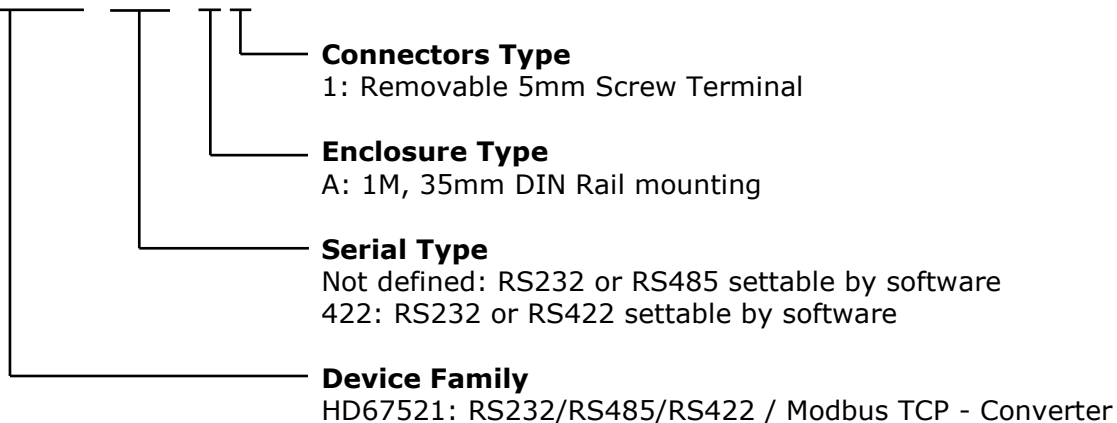 Connectors Type
1: Removable 5mm Screw Terminal
Enclosure Type
A: 1M, 35mm DIN Rail mounting
Serial Type
Not defined: RS232 or RS485 settable by software
422: RS232 or RS422 settable by software
Device Family
HD67521: RS232/RS485/RS422 / Modbus TCP - Converter